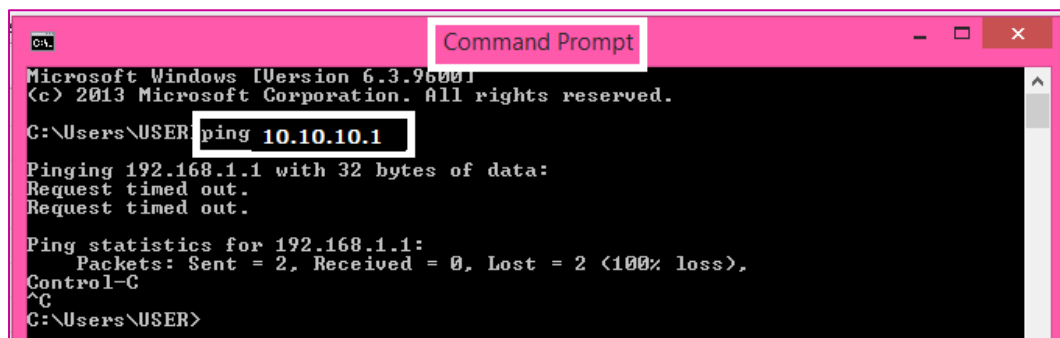 C:\.
Command Prompt
Microsoft Windows [Version 6.3.9600]
(c) 2013 Microsoft Corporation. All rights reserved.
C:\Users\USER>ping 10.10.10.1
Pinging 192.168.1.1 with 32 bytes of data:
Request timed out.
Request timed out.
Ping statistics for 192.168.1.1:
Packets: Sent = 2, Received = 0, Lost = 2 (100% loss),
Control-C
^C
C:\Users\USER>